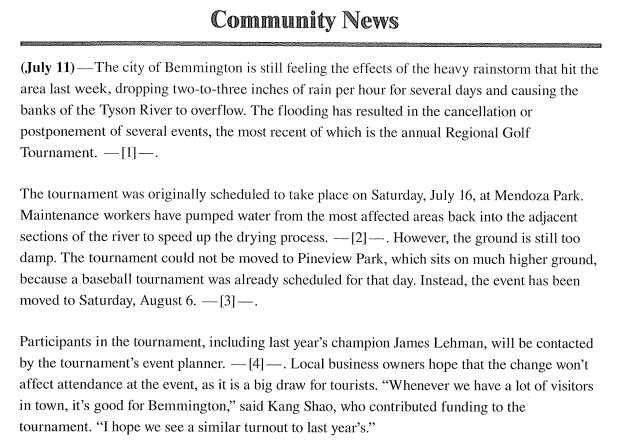 Community News
(July 11)—The city of Bemmington is still feeling the effects of the heavy rainstorm that hit the
area last week, dropping two-to-three inches of rain per hour for several days and causing the
banks of the Tyson River to overflow. The flooding has resulted in the cancellation or
postponement of several events, the most recent of which is the annual Regional Golf
Tournament. —[1]—.
The tournament was originally scheduled to take place on Saturday, July 16, at Mendoza Park.
Maintenance workers have pumped water from the most affected areas back into the adjacent
sections of the river to speed up the drying process. —[2]—. However, the ground is still too
damp. The tournament could not be moved to Pineview Park, which sits on much higher ground,
because a baseball tournament was already scheduled for that day. Instead, the event has been
moved to Saturday, August 6. —[3]—.
Participants in the tournament, including last year's champion James Lehman, will be contacted
by the tournament's event planner. —[4]—. Local business owners hope that the change won't
affect attendance at the event, as it is a big draw for tourists. “Whenever we have a lot of visitors
in town, it's good for Bemmington,” said Kang Shao, who contributed funding to the
tournament. “I hope we see a similar turnout to last year's.”